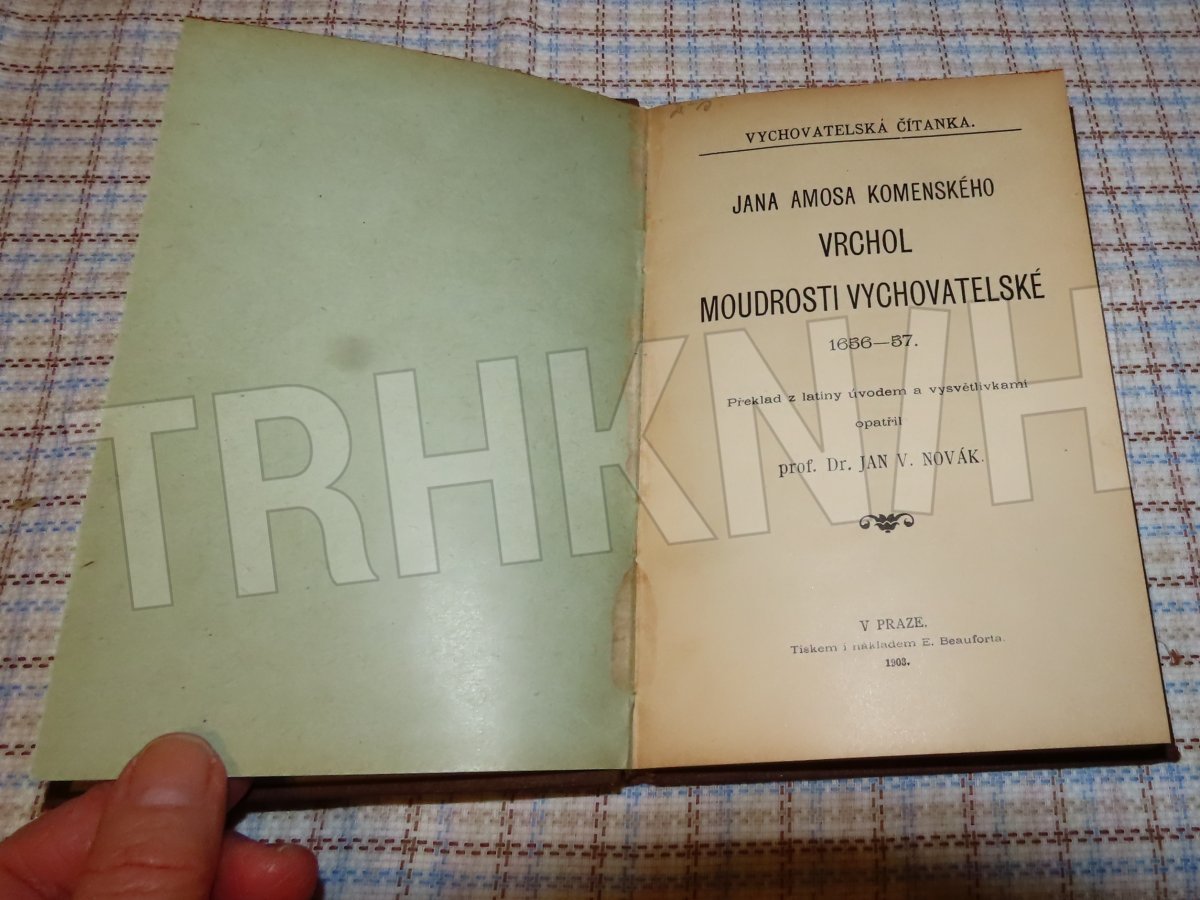 VYCHOVATELSKÁ ČÍTANKA.
JANA AMOSA KOMENSKÉHO
VRCHOL
MOUDROSTI VYCHOVATELSKÉ
1656—57.
Překlad z latiny úvodem a vysvětlivkami
opatřil
prof. Dr. JAN V. NOVÁK.
V PRAZE.
Tiskem i nákladem E. Beauforta.
1903.
TRHKNIH